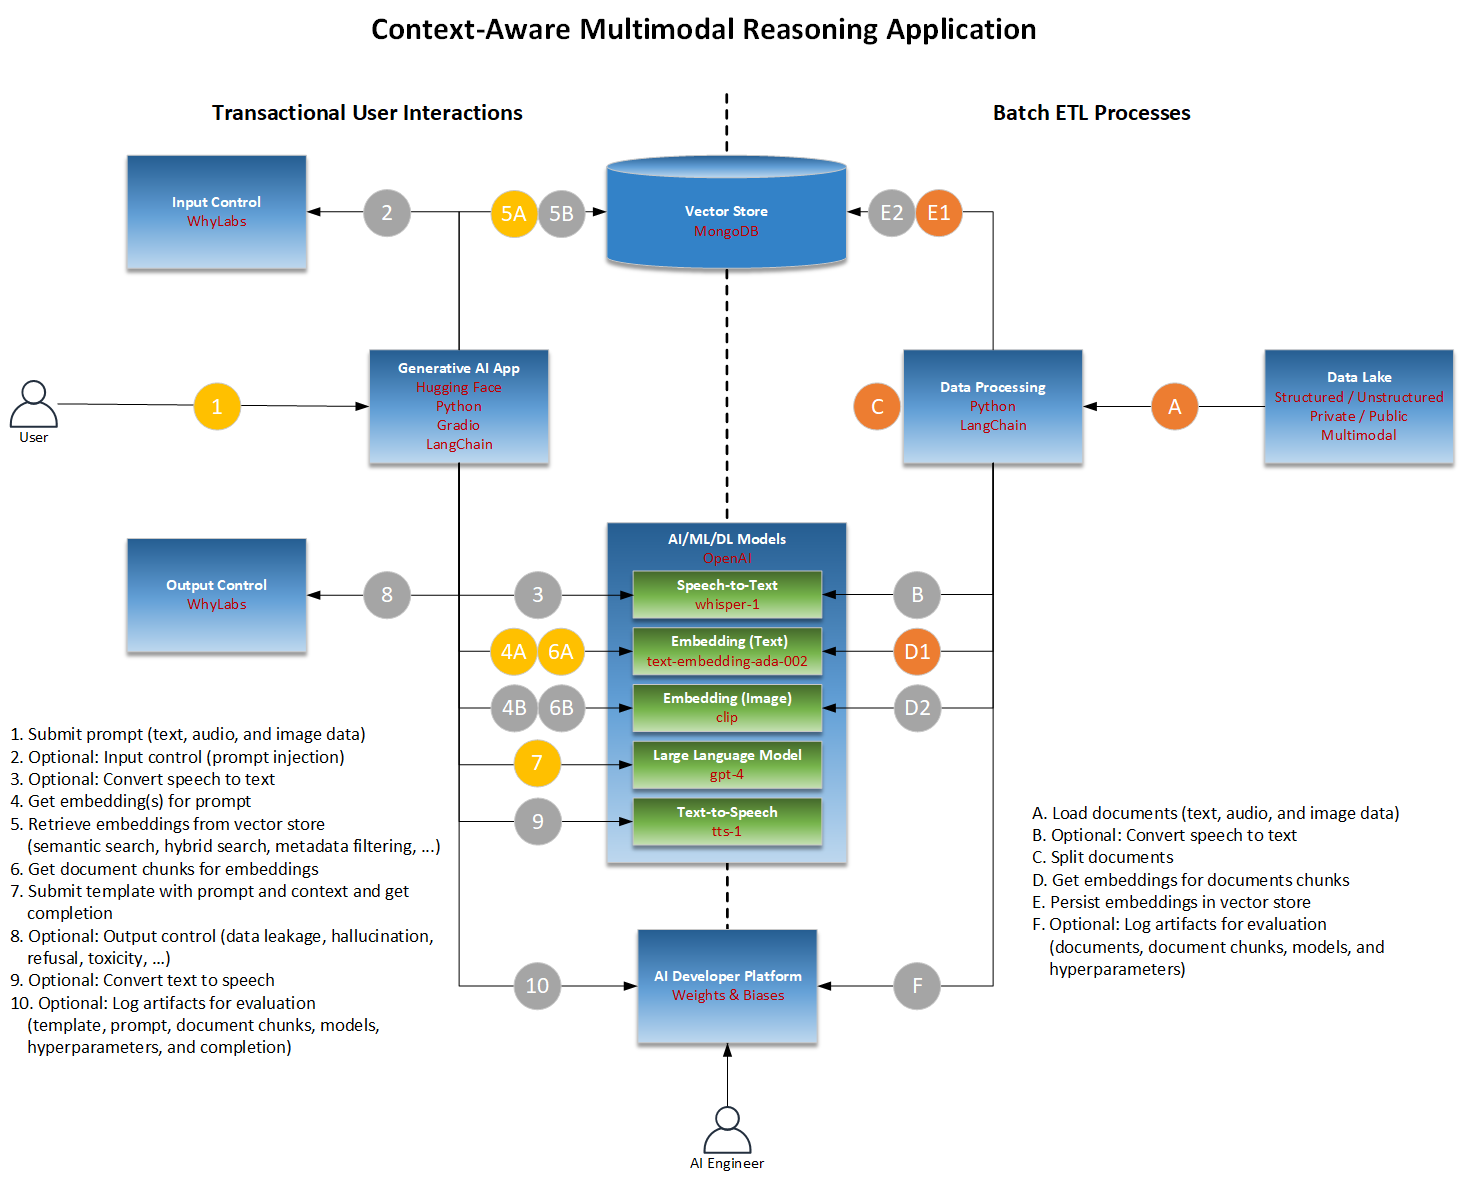 Context-Aware Multimodal Reasoning Application
Transactional User Interactions
Batch ETL Processes
Input Control
WhyLabs
2
5A
5B
Vector Store
MongoDB
E2
E1
User
1
Generative AI App
Hugging Face
Python
Gradio
LangChain
C
Data Processing
Python
LangChain
A
Data Lake
Structured / Unstructured
Private / Public
Multimodal
Output Control
WhyLabs
8
AI/ML/DL Models
OpenAI
3
Speech-to-Text
whisper-1
B
4A
6A
Embedding (Text)
text-embedding-ada-002
D1
4B
6B
Embedding (Image)
clip
D2
7
Large Language Model
gpt-4
9
Text-to-Speech
tts-1
1. Submit prompt (text, audio, and image data)
2. Optional: Input control (prompt injection)
3. Optional: Convert speech to text
4. Get embedding(s) for prompt
5. Retrieve embeddings from vector store
(semantic search, hybrid search, metadata filtering, ...)
6. Get document chunks for embeddings
7. Submit template with prompt and context and get
completion
8. Optional: Output control (data leakage, hallucination,
refusal, toxicity, ...)
9. Optional: Convert text to speech
10. Optional: Log artifacts for evaluation
(template, prompt, document chunks, models,
hyperparameters, and completion)
A. Load documents (text, audio, and image data)
B. Optional: Convert speech to text
C. Split documents
D. Get embeddings for documents chunks
E. Persist embeddings in vector store
F. Optional: Log artifacts for evaluation
(documents, document chunks, models, and
hyperparameters)
10
AI Developer Platform
Weights & Biases
F
AI Engineer